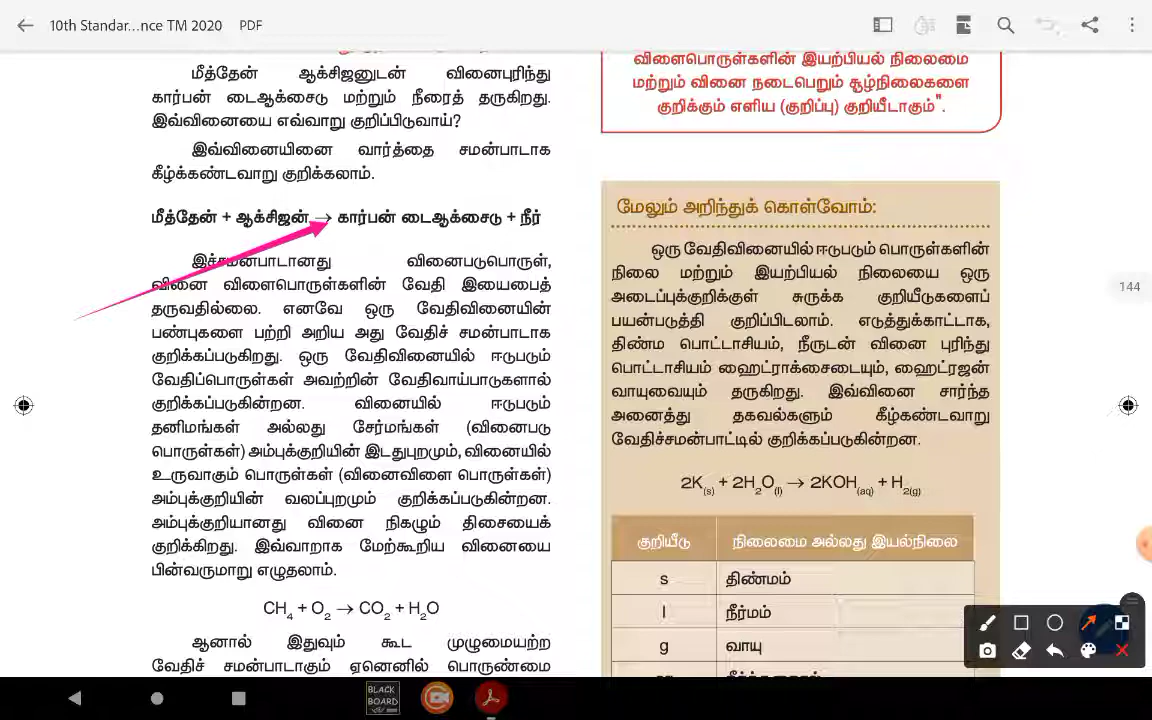 10th Standar...nce TM 2020 PDF
மீத்தேன் ஆக்சிஜனுடன் வினைபுரிந்து
கார்பன் டைஆக்சைடு மற்றும் நீரைத் தருகிறது.
இவ்வினையை எவ்வாறு குறிப்பிடுவாய்?
இவ்வினையினை வார்த்தை சமன்பாடாக
கீழ்க்கண்டவாறு குறிக்கலாம்.
மீத்தேன் + ஆக்சிஜன் → கார்பன் டைஆக்சைடு + நீர்
இச்சமன்பாடானது வினைபடுபொருள்,
வினை விளைபொருள்களின் வேதி இயைபைத்
தருவதில்லை. எனவே ஒரு வேதிவினையின்
பண்புகளை பற்றி அறிய அது வேதிச் சமன்பாடாக
குறிக்கப்படுகிறது. ஒரு வேதிவினையில் ஈடுபடும்
வேதிப்பொருள்கள் அவற்றின் வேதிவாய்பாடுகளால்
குறிக்கப்படுகின்றன. வினையில் ஈடுபடும்
தனிமங்கள் அல்லது சேர்மங்கள் (வினைபடு
பொருள்கள்) அம்புக்குறியின் இடதுபுறமும், வினையில்
உருவாகும் பொருள்கள் (வினைவிளை பொருள்கள்)
அம்புக்குறியின் வலப்புறமும் குறிக்கப்படுகின்றன.
அம்புக்குறியானது வினை நிகழும் திசையைக்
குறிக்கிறது. இவ்வாறாக மேற்கூறிய வினையை
பின்வருமாறு எழுதலாம்.
CH₄ + O₂ → CO₂ + H₂O
ஆனால் இதுவும் கூட முழுமையற்ற
வேதிச் சமன்பாடாகும் ஏனெனில் பொருண்மை
விளைபொருள்களின் இயற்பியல் நிலைமை
மற்றும் வினை நடைபெறும் சூழ்நிலைகளை
குறிக்கும் எளிய (குறிப்பு) குறியீடாகும்".
மேலும் அறிந்துக் கொள்வோம்:
ஒரு வேதிவினையில் ஈடுபடும் பொருள்களின்
நிலை மற்றும் இயற்பியல் நிலையை ஒரு
அடைப்புக்குறிக்குள் சுருக்க குறியீடுகளைப்
பயன்படுத்தி குறிப்பிடலாம். எடுத்துக்காட்டாக,
திண்ம பொட்டாசியம், நீருடன் வினை புரிந்து
பொட்டாசியம் ஹைட்ராக்சைடையும், ஹைட்ரஜன்
வாயுவையும் தருகிறது. இவ்வினை சார்ந்த
அனைத்து தகவல்களும் கீழ்கண்டவாறு
வேதிச்சமன்பாட்டில் குறிக்கப்படுகின்றன.
2K(s) + 2H₂O(l) → 2KOH(aq) + H₂(g)
குறியீடு நிலைமை அல்லது இயல்நிலை
s திண்மம்
l நீர்மம்
g வாயு
144
BLACK
BOARD